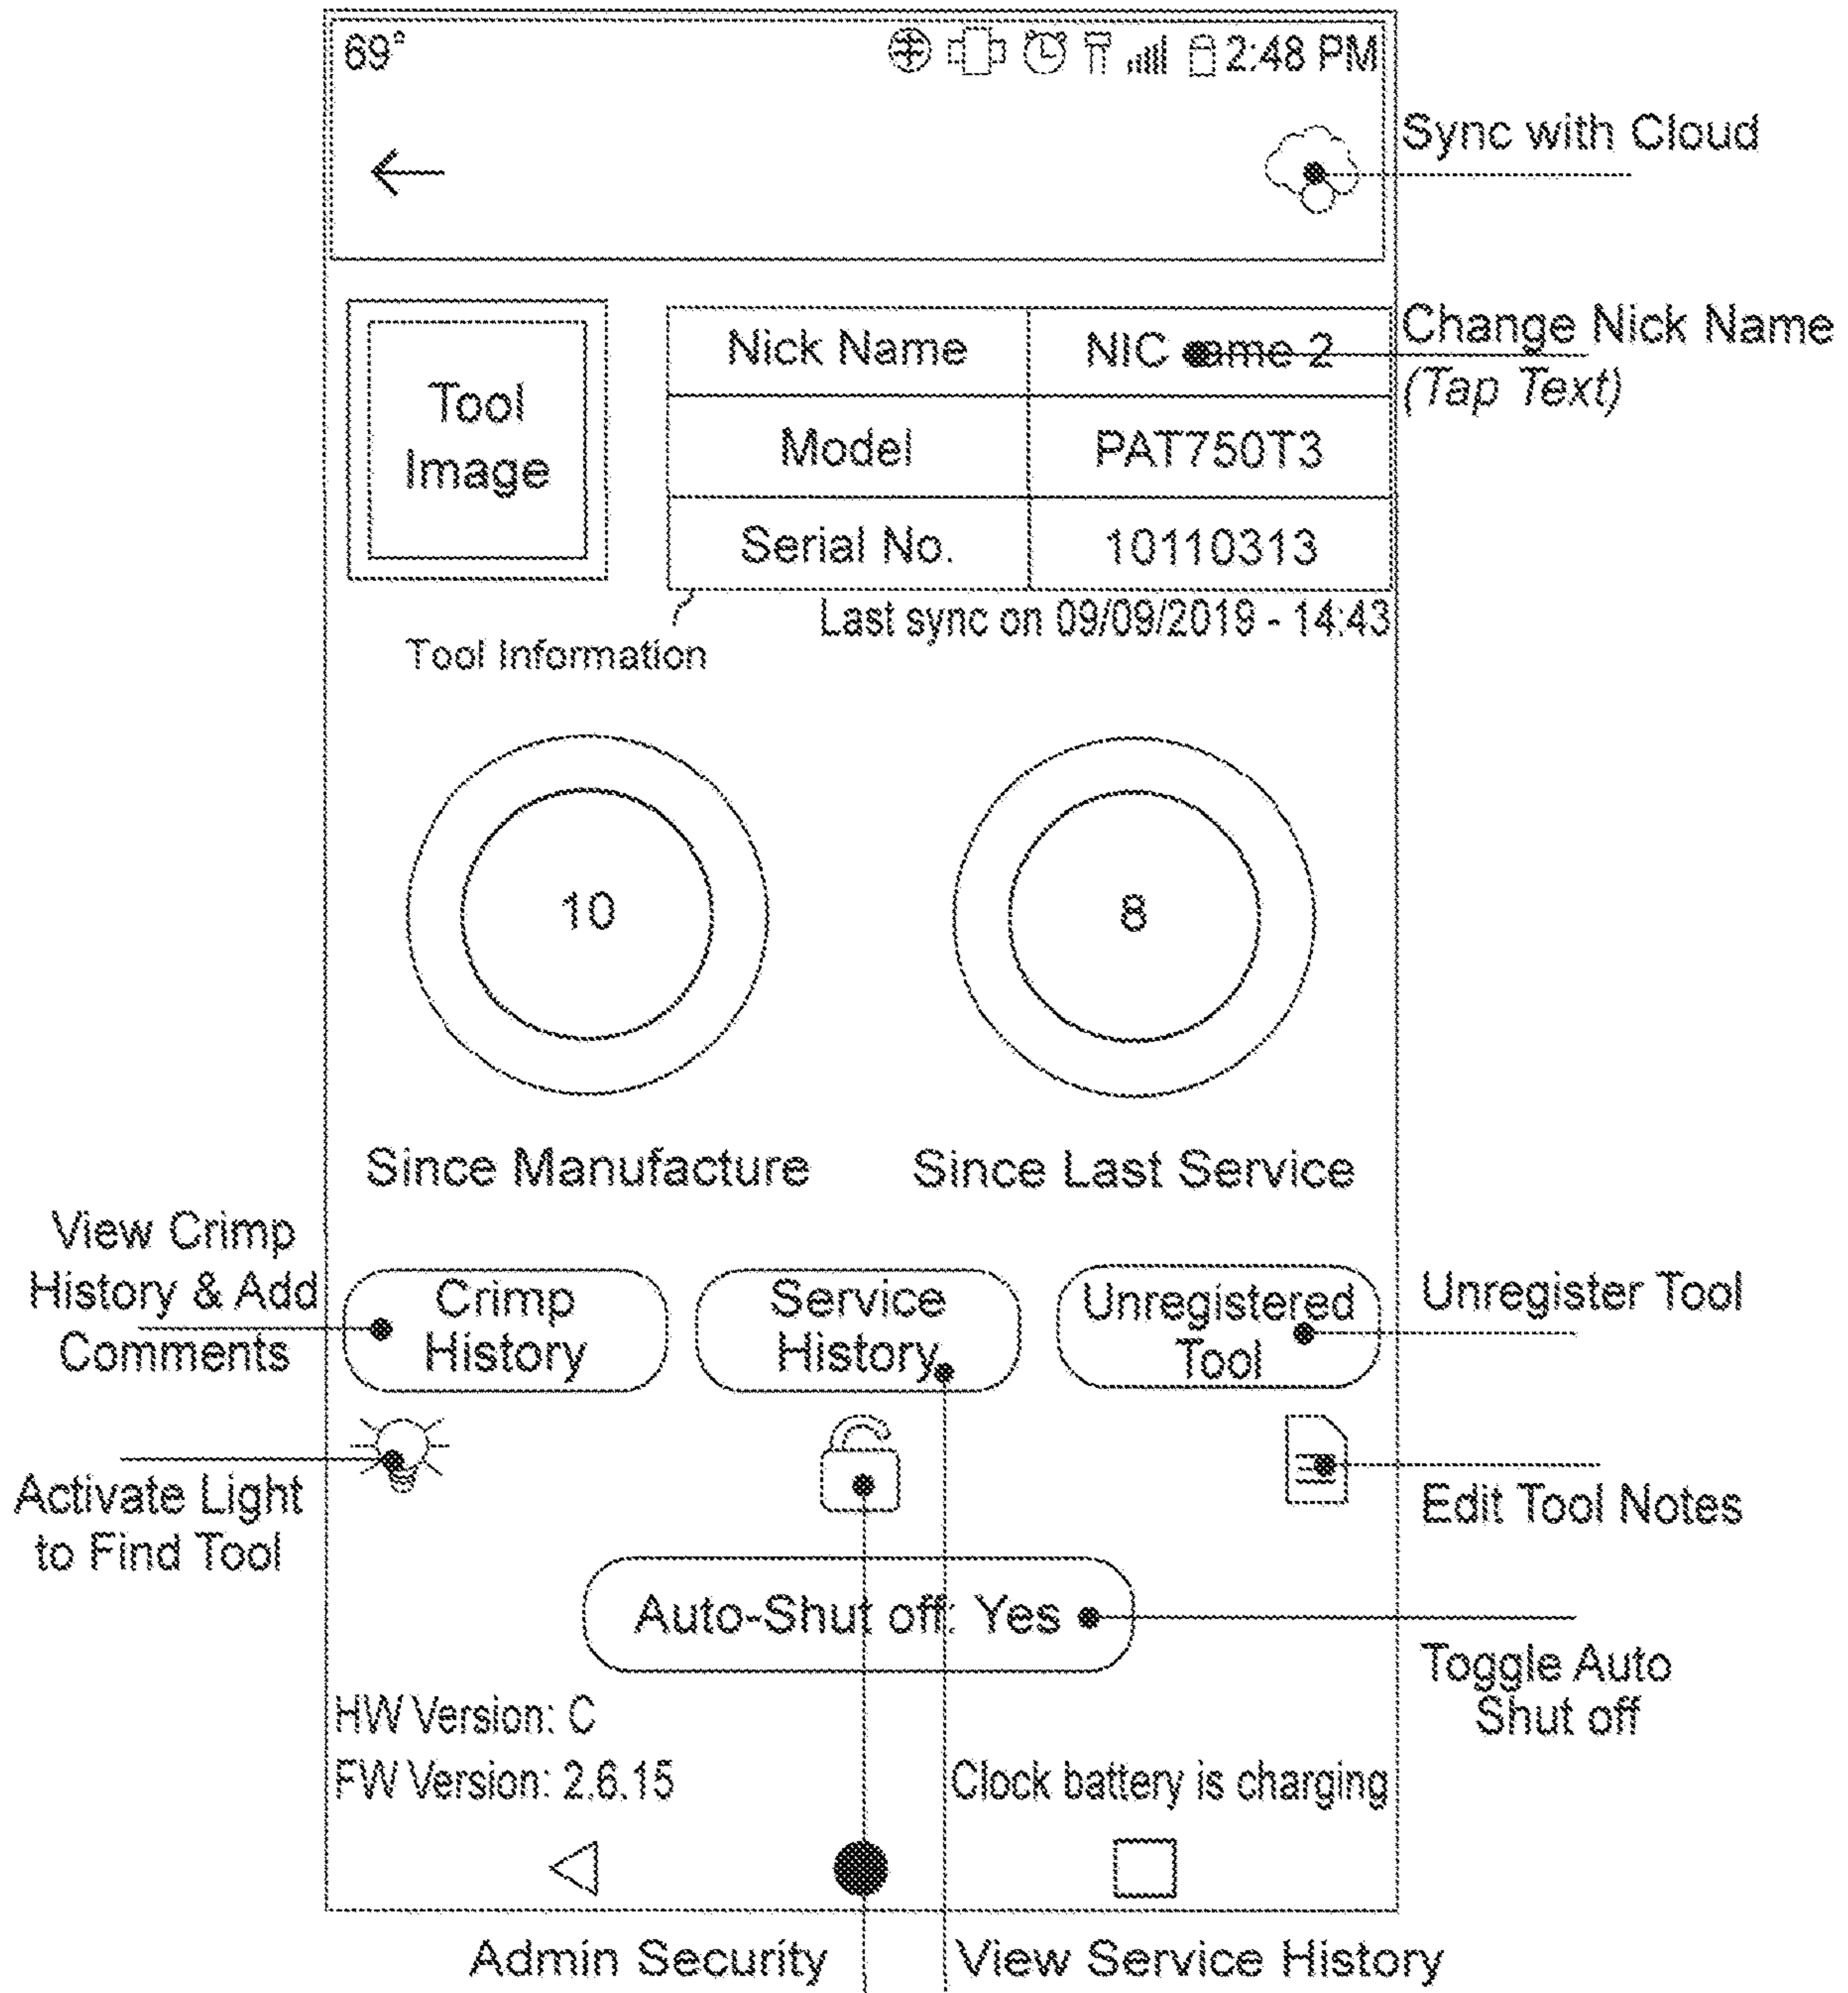 69°
2:48 PM
Sync with Cloud
Nick Name
NIC ame 2
Change Nick Name
(Tap Text)
Tool
Image
Model
PAT750T3
Serial No.
10110313
Last sync on 09/09/2019 - 14:43
Tool Information
10
8
Since Manufacture
Since Last Service
View Crimp
History & Add
Comments
Crimp
History
Service
History
Unregistered
Tool
Unregister Tool
Activate Light
to Find Tool
Edit Tool Notes
Auto-Shut off: Yes
Toggle Auto
Shut off
HW Version: C
FW Version: 2.6.15
Clock battery is charging
Admin Security
View Service History